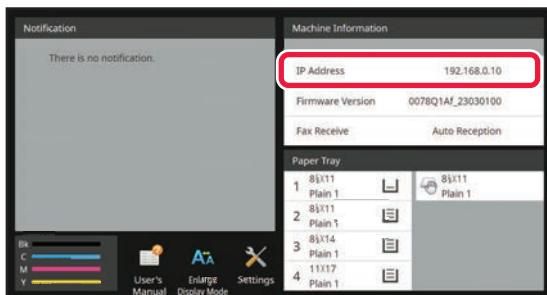 Notification
There is no notification.
Machine Information
IP Address 192.168.0.10
Firmware Version 0078Q1Af_23030100
Fax Receive Auto Reception
Paper Tray
1 8½X11
Plain 1
8½X11
Plain 1
2 8½X11
Plain 1
3 8½X14
Plain 1
4 11X17
Plain 1
Bk
C
M
Y
User's
Manual
Enlarge
Display Mode
Settings